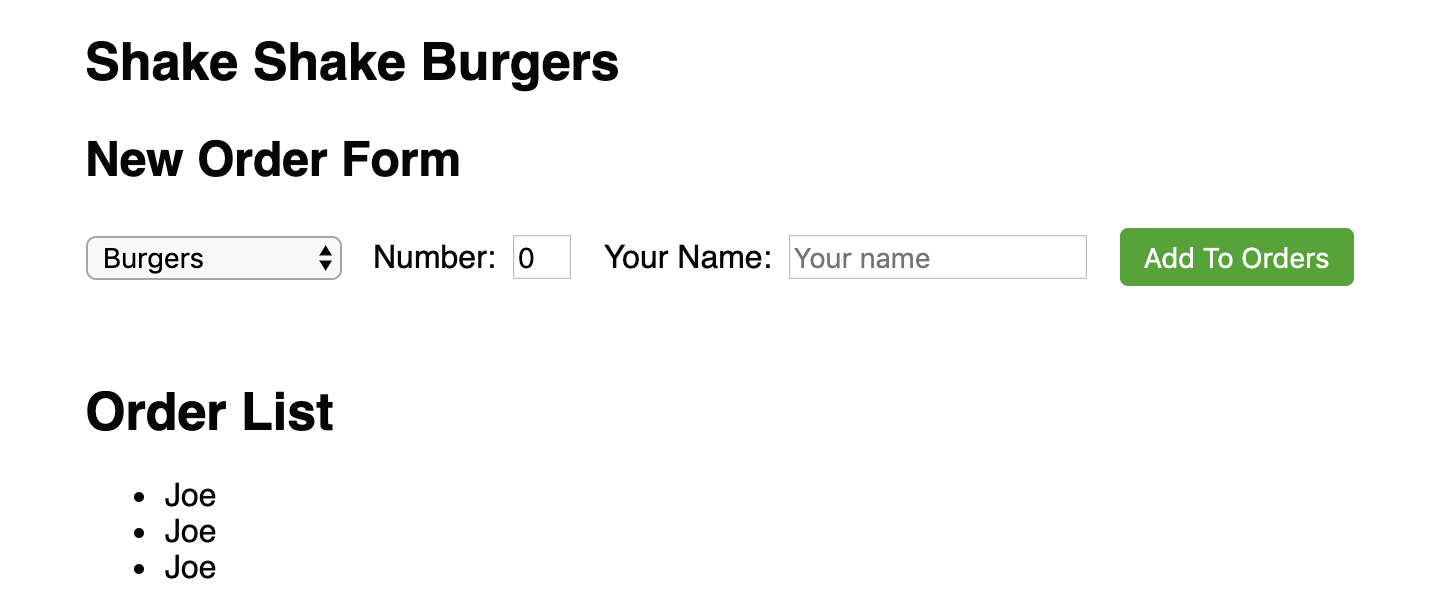 Shake Shake Burgers
New Order Form
Burgers Number: 0 Your Name: Your name Add To Orders
Order List
• Joe
• Joe
• Joe